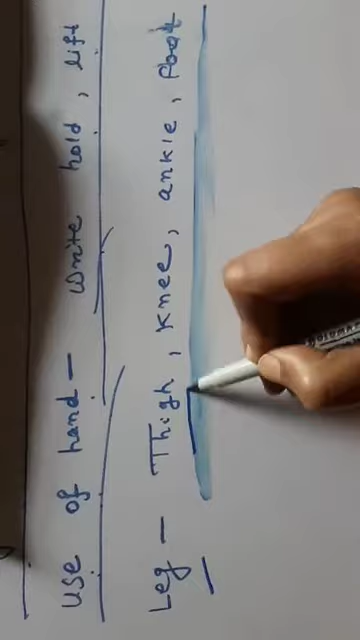 use of hand - write hold, lift
Leg - Thigh, knee, ankle, foot